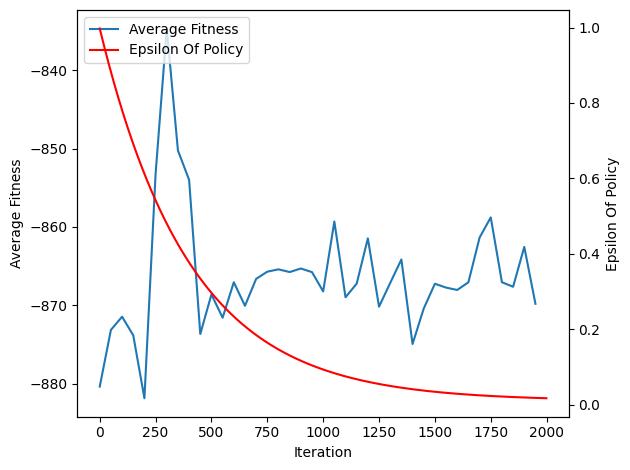 Average Fitness
Epsilon Of Policy
−840
−850
−860
−870
−880
Average Fitness
1.0
0.8
0.6
0.4
0.2
0.0
Epsilon Of Policy
0 250 500 750 1000 1250 1500 1750 2000
Iteration